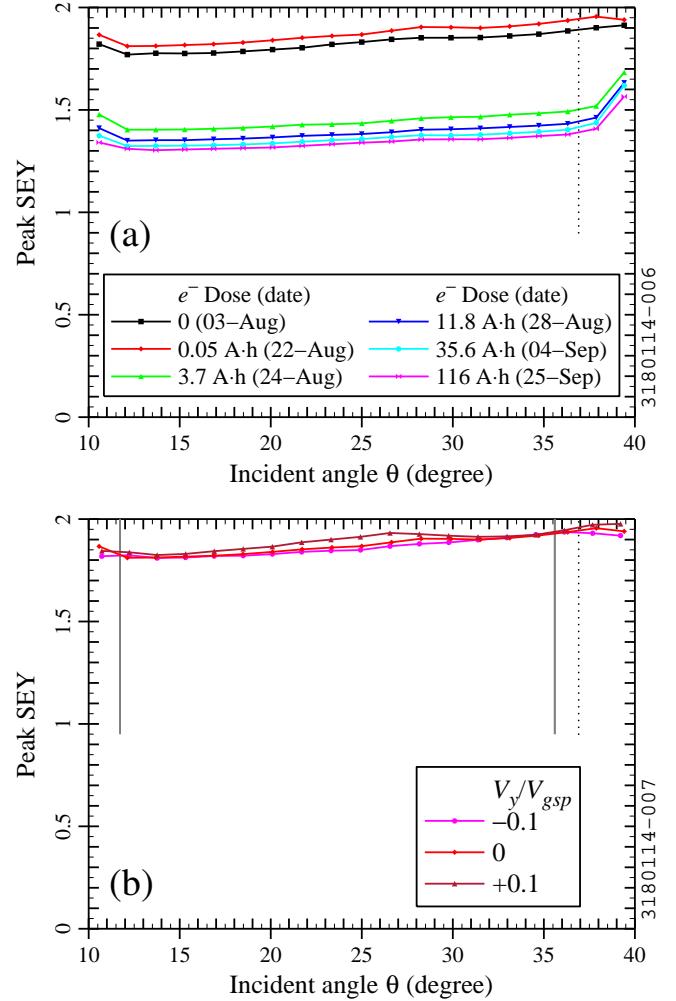 2
1.5
1
0.5
0
Peak SEY
(a)
e⁻ Dose (date)
0 (03–Aug)
0.05 A·h (22–Aug)
3.7 A·h (24–Aug)
e⁻ Dose (date)
11.8 A·h (28–Aug)
35.6 A·h (04–Sep)
116 A·h (25–Sep)
3180114-006
10 15 20 25 30 35 40
Incident angle θ (degree)
2
1.5
1
0.5
0
Peak SEY
(b)
V_y/V_gsp
–0.1
0
+0.1
3180114-007
10 15 20 25 30 35 40
Incident angle θ (degree)